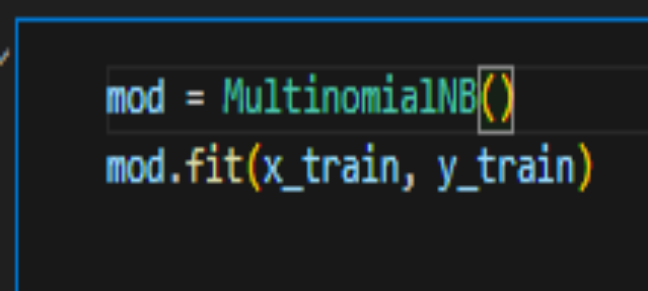 mod = MultinomialNB()
mod.fit(x_train, y_train)